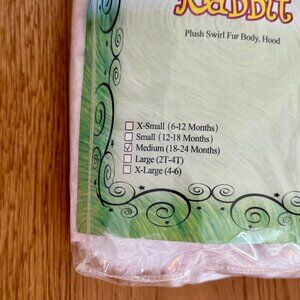 Rabbit
Plush Swirl Fur Body, Hood
X-Small (6-12 Months)
Small (12-18 Months)
Medium (18-24 Months)
Large (2T-4T)
X-Large (4-6)